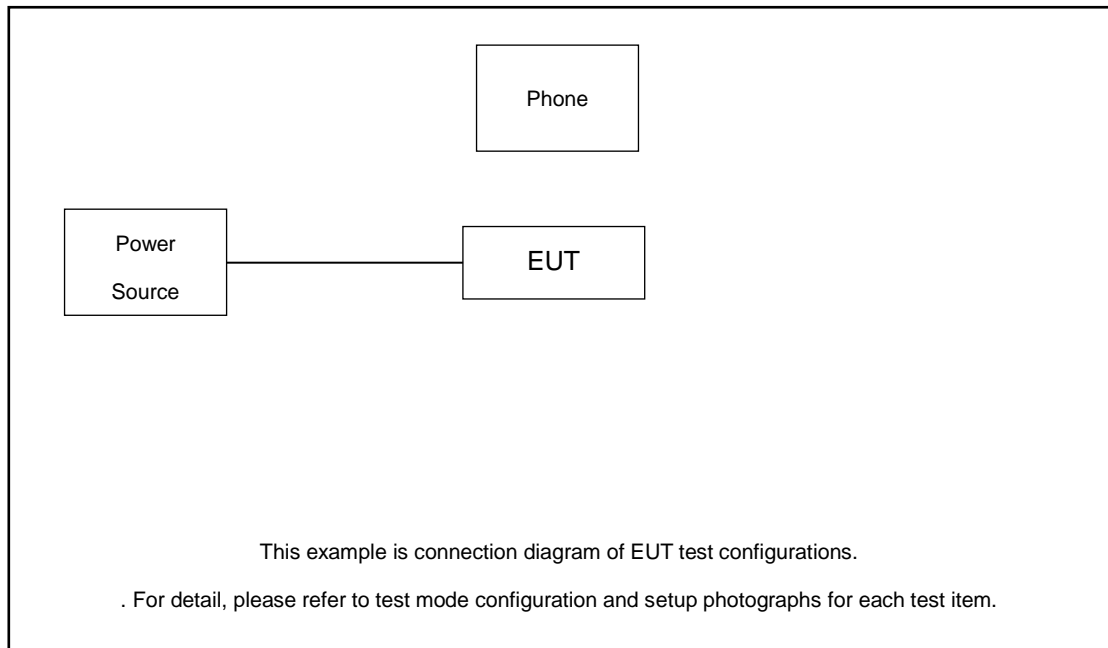 Phone
Power
Source
EUT
This example is connection diagram of EUT test configurations.
. For detail, please refer to test mode configuration and setup photographs for each test item.